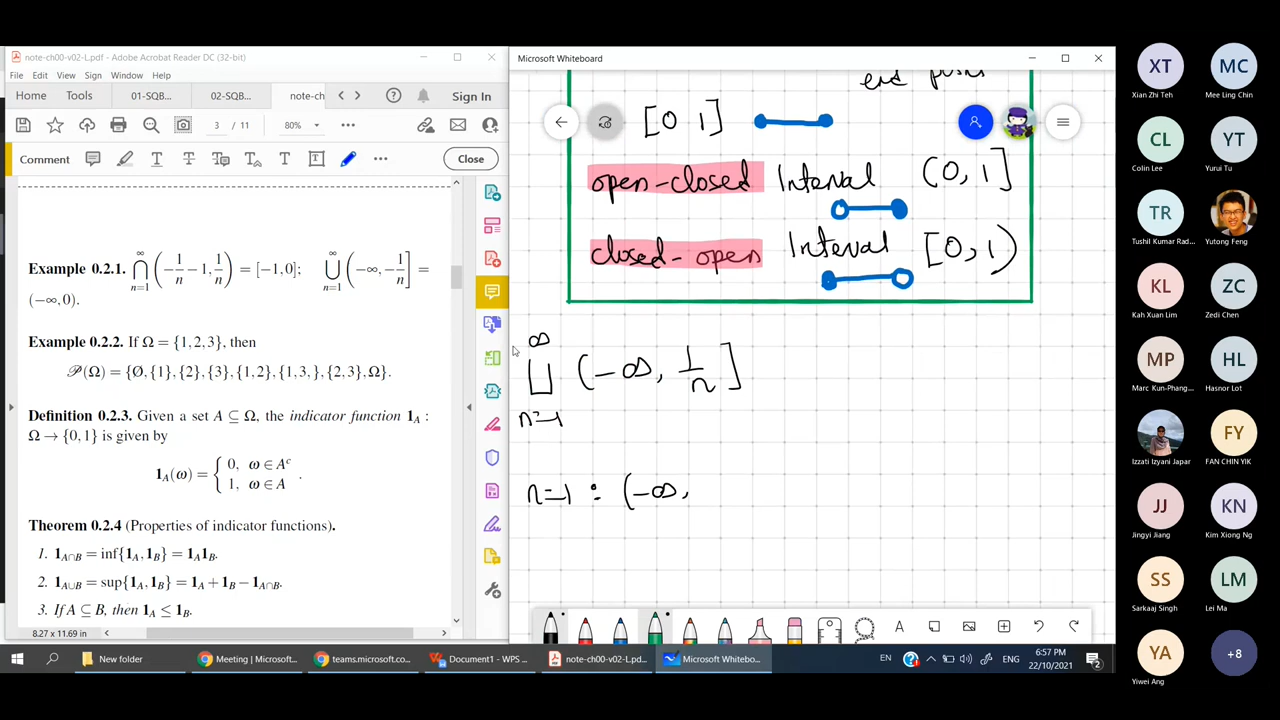 note-ch00-v02-L.pdf - Adobe Acrobat Reader DC (32-bit)
File Edit View Sign Window Help
Home Tools 01-SQB... 02-SQB... note-ch Sign In
3 / 11 80%
Comment Close
Example 0.2.1. ⋂_{n=1}^{∞} (-1/n - 1, 1/n) = [-1,0]; ⋃_{n=1}^{∞} (-∞, -1/n] =
(-∞,0).
Example 0.2.2. If Ω = {1,2,3}, then
𝒫(Ω) = {Ø,{1},{2},{3},{1,2},{1,3,},{2,3},Ω}.
Definition 0.2.3. Given a set A ⊆ Ω, the indicator function 1_A :
Ω → {0,1} is given by
1_A(ω) = { 0, ω ∈ A^c
1, ω ∈ A .
Theorem 0.2.4 (Properties of indicator functions).
1. 1_{A∩B} = inf{1_A,1_B} = 1_A1_B.
2. 1_{A∪B} = sup{1_A,1_B} = 1_A + 1_B − 1_{A∩B}.
3. If A ⊆ B, then 1_A ≤ 1_B.
8.27 x 11.69 in
Microsoft Whiteboard
end points
[0 1]
open-closed Interval (0, 1]
closed-open Interval [0, 1)
⋃_{n=1}^{∞} (-∞, 1/n]
n=1 : (-∞,
XT
Xian Zhi Teh
MC
Mee Ling Chin
CL
Colin Lee
YT
Yurui Tu
TR
Tushil Kumar Rad...
Yutong Feng
KL
Kah Xuan Lim
ZC
Zedi Chen
MP
Marc Kun-Phang...
HL
Hasnor Lot
Izzati Izyani Japar
FY
FAN CHIN YIK
JJ
Jingyi Jiang
KN
Kim Xiong Ng
SS
Sarkaaj Singh
LM
Lei Ma
YA
Yiwei Ang
+8
New folder
Meeting | Microsoft...
teams.microsoft.co...
Document1 - WPS ...
note-ch00-v02-L.pd...
Microsoft Whitebo...
EN
ENG
6:57 PM
22/10/2021
2